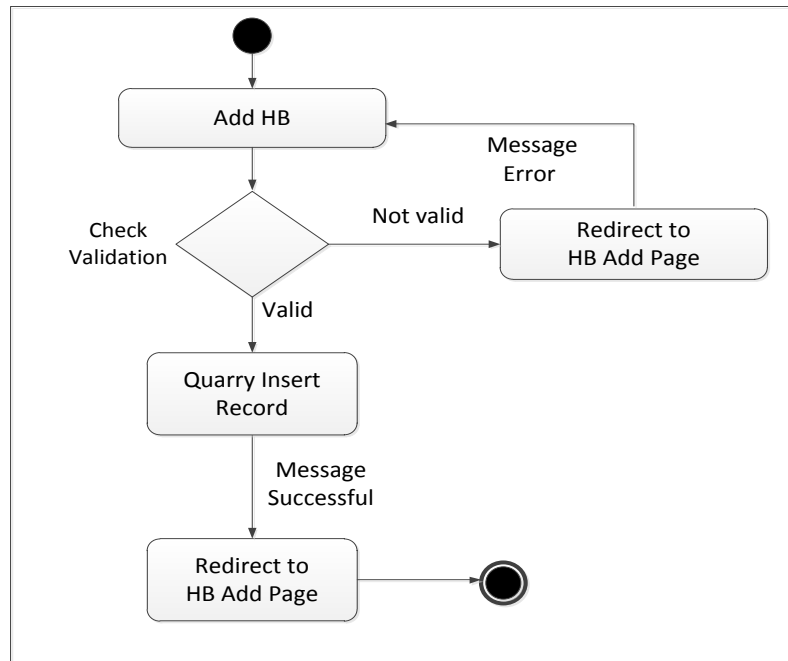 Add HB
Message
Error
Check
Validation
Not valid
Redirect to
HB Add Page
Valid
Quarry Insert
Record
Message
Successful
Redirect to
HB Add Page